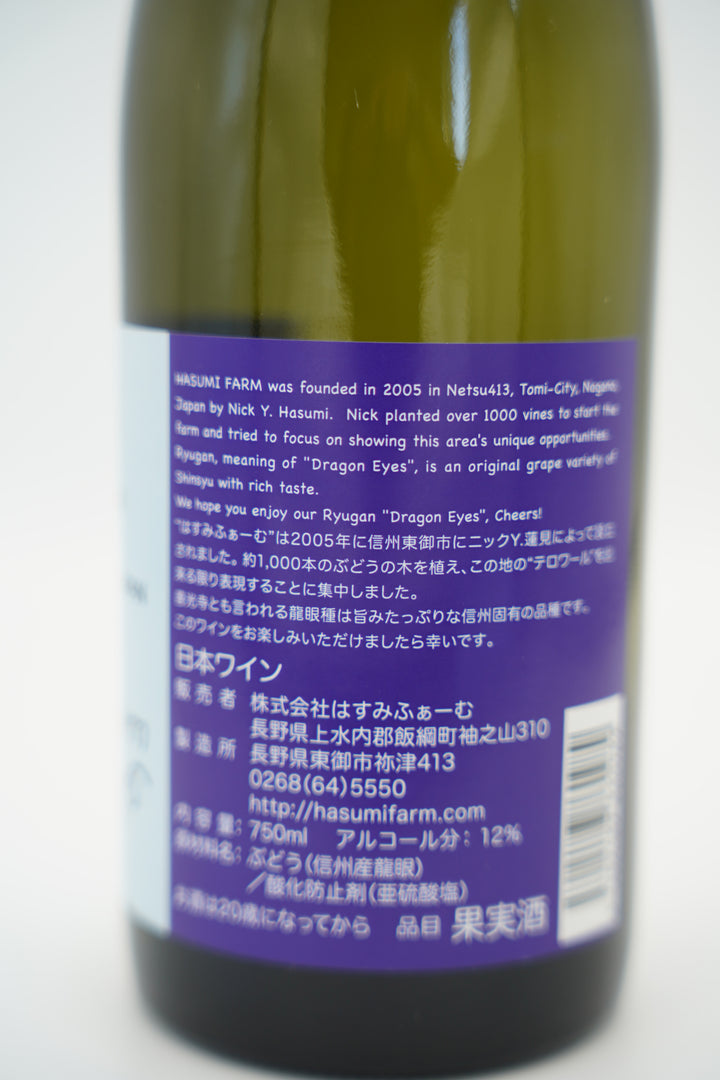 HASUMI FARM was founded in 2005 in Netsu413, Tomi-City, Nagano,
Japan by Nick Y. Hasumi. Nick planted over 1000 vines to start the
farm and tried to focus on showing this area's unique opportunities.
Ryugan, meaning of "Dragon Eyes", is an original grape variety of
Shinsyu with rich taste.
We hope you enjoy our Ryugan "Dragon Eyes", Cheers!
"はすみふぁーむ"は2005年に信州東御市にニックY.蓮見によって設立
されました。約1,000本のぶどうの木を植え、この地の"テロワール"を出
来る限り表現することに集中しました。
善光寺とも言われる龍眼種は旨みたっぷりな信州固有の品種です。
このワインをお楽しみいただけましたら幸いです。
日本ワイン
販売者 株式会社はすみふぁーむ
長野県上水内郡飯綱町袖之山310
製造所 長野県東御市祢津413
0268(64)5550
http://hasumifarm.com
内容量: 750ml アルコール分: 12%
原材料名: ぶどう(信州産龍眼)
/酸化防止剤(亜硫酸塩)
お酒は20歳になってから 品目 果実酒